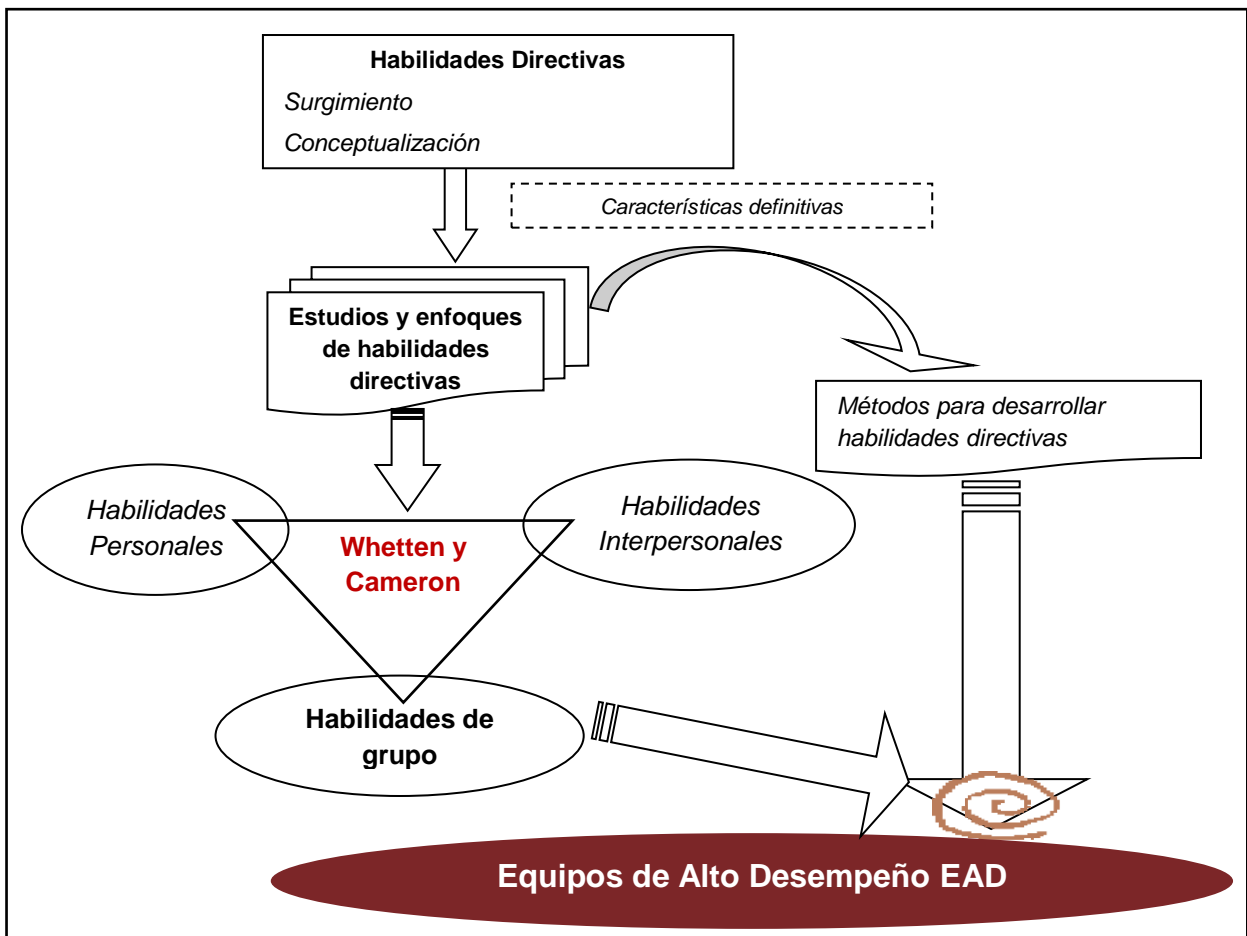 Habilidades Directivas
Surgimiento
Conceptualización
Características definitivas
Estudios y enfoques
de habilidades
directivas
Métodos para desarrollar
habilidades directivas
Habilidades
Personales
Whetten y
Cameron
Habilidades
Interpersonales
Habilidades de
grupo
Equipos de Alto Desempeño EAD